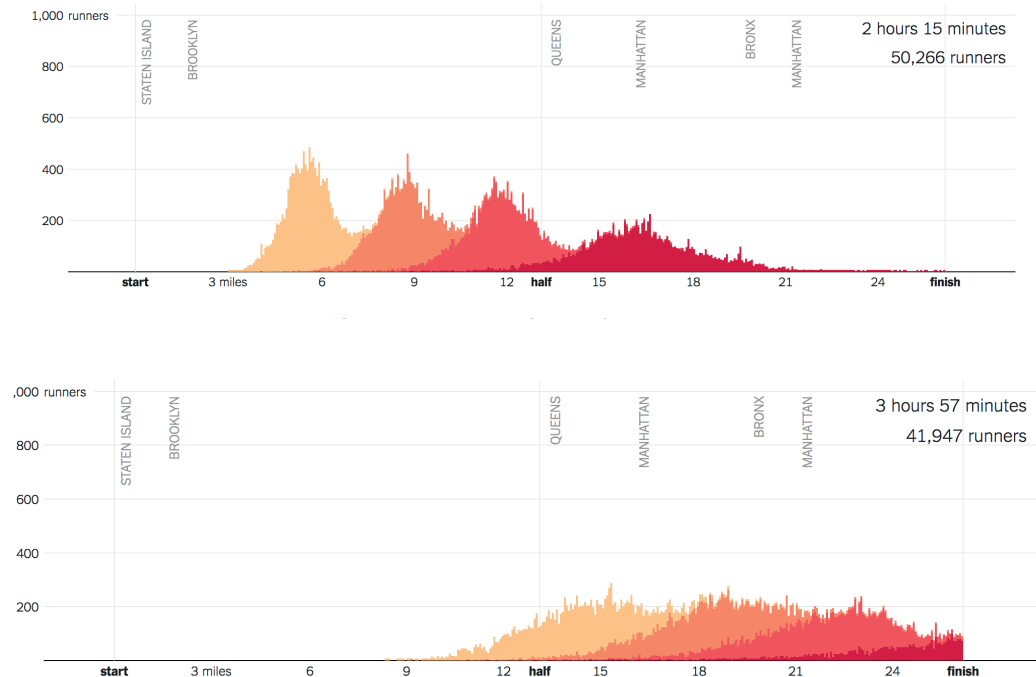 1,000 runners
2 hours 15 minutes
50,266 runners
STATEN ISLAND
BROOKLYN
QUEENS
MANHATTAN
BRONX
MANHATTAN
800
600
400
200
start 3 miles 6 9 12 half 15 18 21 24 finish
,000 runners
3 hours 57 minutes
41,947 runners
STATEN ISLAND
BROOKLYN
QUEENS
MANHATTAN
BRONX
MANHATTAN
800
600
400
200
start 3 miles 6 9 12 half 15 18 21 24 finish